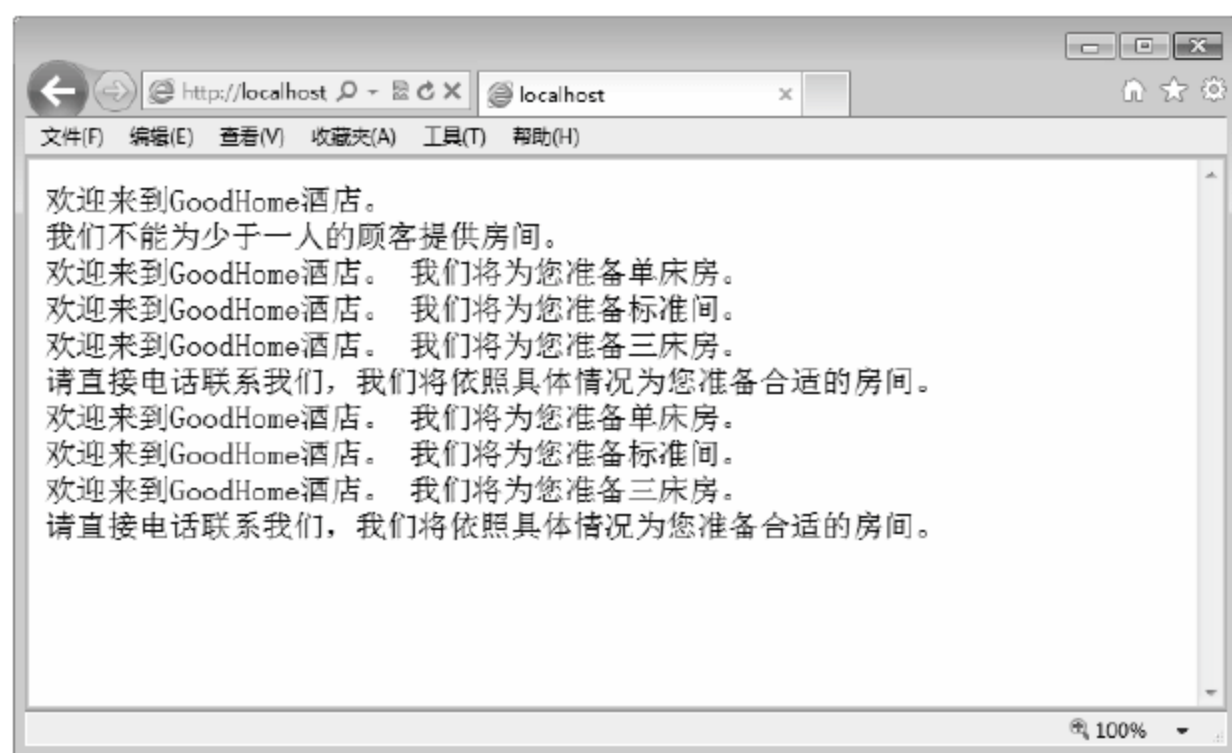 http://localhost
localhost
文件(F) 编辑(E) 查看(V) 收藏夹(A) 工具(T) 帮助(H)
欢迎来到GoodHome酒店。
我们不能为少于一人的顾客提供房间。
欢迎来到GoodHome酒店。 我们将为您准备单床房。
欢迎来到GoodHome酒店。 我们将为您准备标准间。
欢迎来到GoodHome酒店。 我们将为您准备三床房。
请直接电话联系我们，我们将依照具体情况为您准备合适的房间。
欢迎来到GoodHome酒店。 我们将为您准备单床房。
欢迎来到GoodHome酒店。 我们将为您准备标准间。
欢迎来到GoodHome酒店。 我们将为您准备三床房。
请直接电话联系我们，我们将依照具体情况为您准备合适的房间。
100%